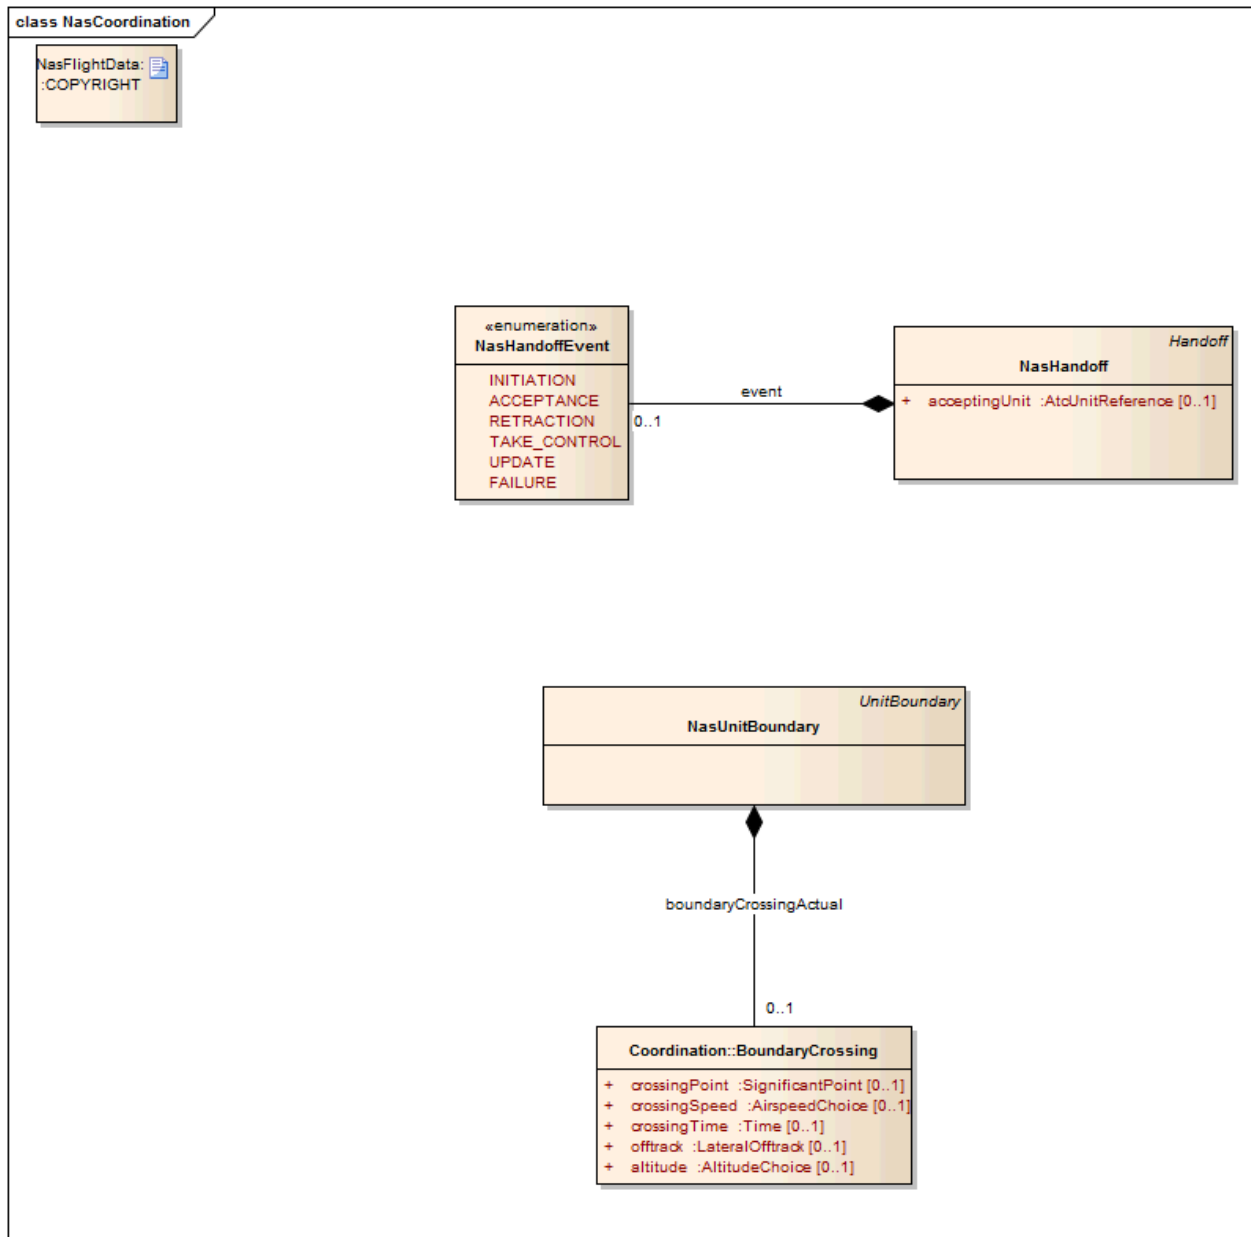 class NasCoordination
NasFlightData:
:COPYRIGHT
«enumeration»
NasHandoffEvent
INITIATION
ACCEPTANCE
RETRACTION
TAKE_CONTROL
UPDATE
FAILURE
event
0..1
Handoff
NasHandoff
+ acceptingUnit :AtcUnitReference [0..1]
UnitBoundary
NasUnitBoundary
boundaryCrossingActual
0..1
Coordination::BoundaryCrossing
+ crossingPoint :SignificantPoint [0..1]
+ crossingSpeed :AirspeedChoice [0..1]
+ crossingTime :Time [0..1]
+ offtrack :LateralOfftrack [0..1]
+ altitude :AltitudeChoice [0..1]